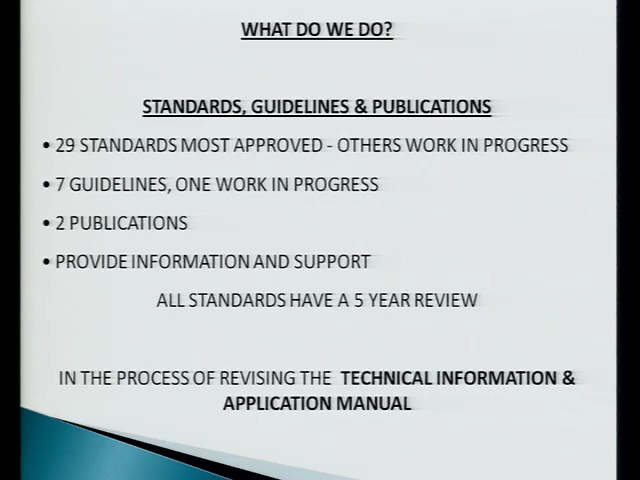 WHAT DO WE DO?
STANDARDS, GUIDELINES & PUBLICATIONS
• 29 STANDARDS MOST APPROVED - OTHERS WORK IN PROGRESS
• 7 GUIDELINES, ONE WORK IN PROGRESS
• 2 PUBLICATIONS
• PROVIDE INFORMATION AND SUPPORT
ALL STANDARDS HAVE A 5 YEAR REVIEW
IN THE PROCESS OF REVISING THE TECHNICAL INFORMATION &
APPLICATION MANUAL